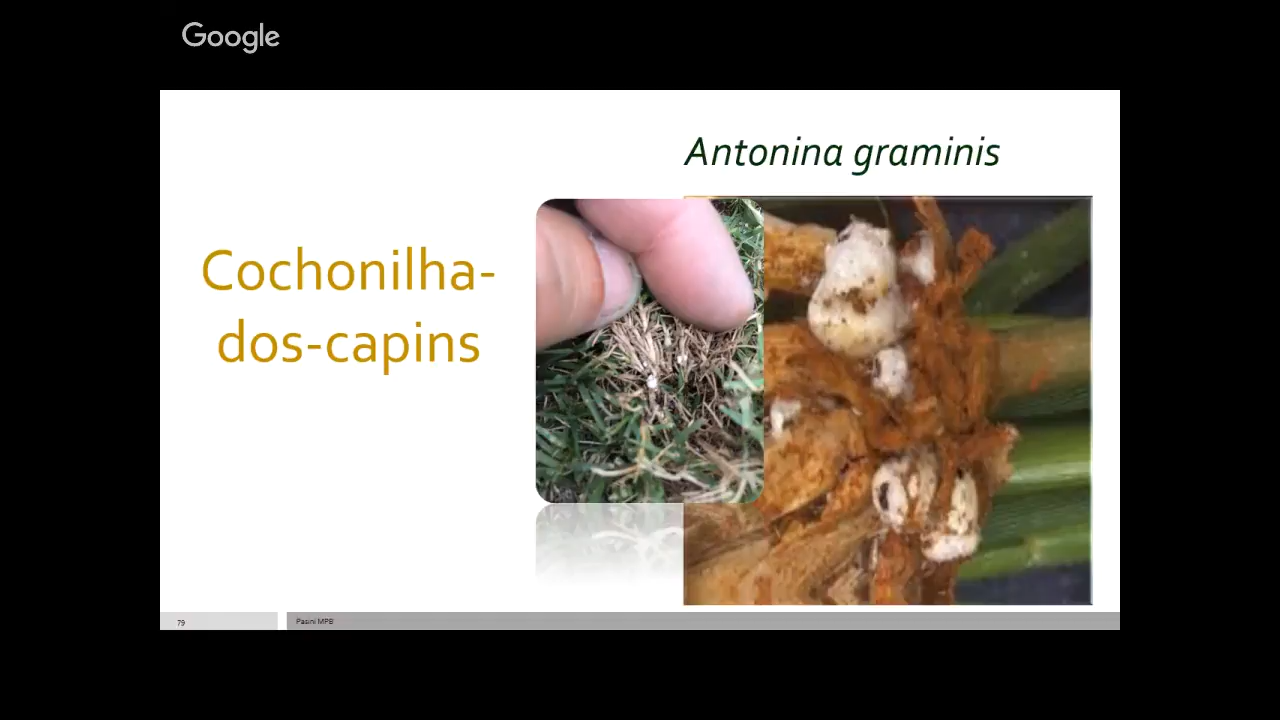 Google
Antonina graminis
Cochonilha-
dos-capins
79
Pasini MPB